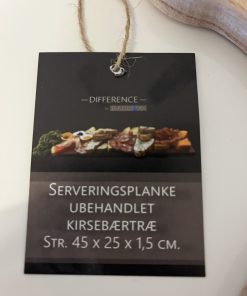 — DIFFERENCE —
SERVERINGSPLANKE
UBEHANDLET
KIRSEBÆRTRÆ
STR. 45 X 25 X 1,5 CM.